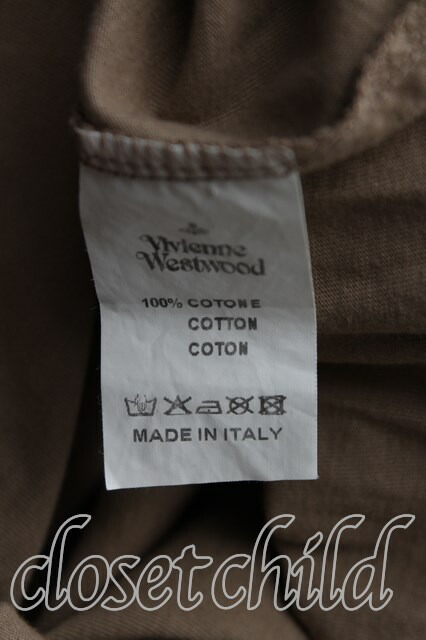 Vivienne
Westwood
100% COTONE
COTTON
COTON
MADE IN ITALY
closet child